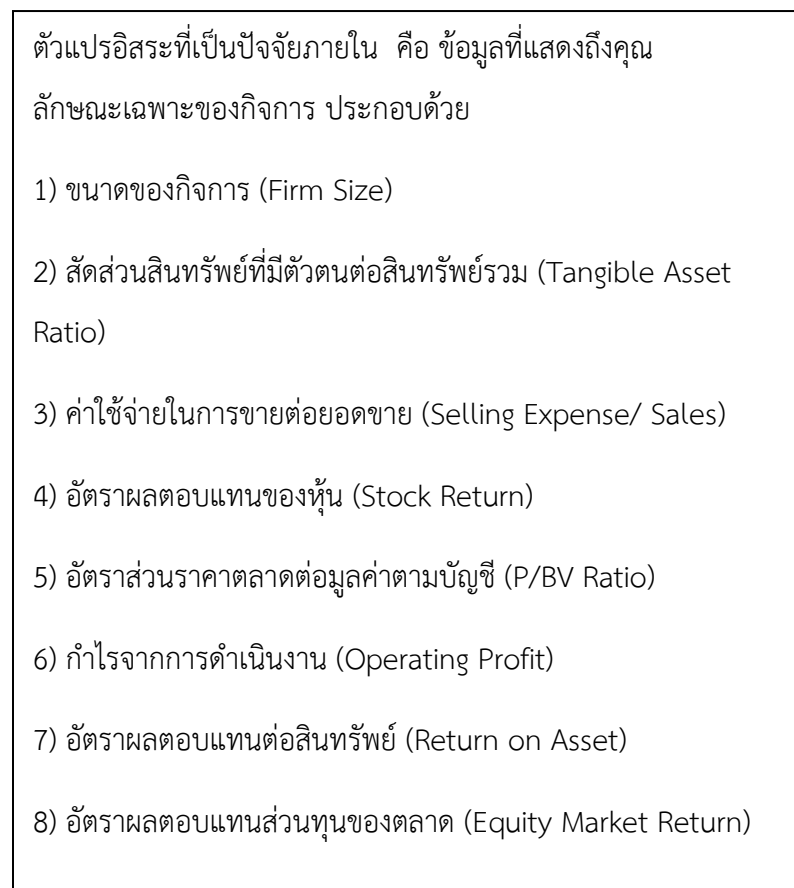 ตัวแปรอิสระที่เป็นปัจจัยภายใน คือ ข้อมูลที่แสดงถึงคุณ
ลักษณะเฉพาะของกิจการ ประกอบด้วย
1) ขนาดของกิจการ (Firm Size)
2) สัดส่วนสินทรัพย์ที่มีตัวตนต่อสินทรัพย์รวม (Tangible Asset
Ratio)
3) ค่าใช้จ่ายในการขายต่อยอดขาย (Selling Expense/ Sales)
4) อัตราผลตอบแทนของหุ้น (Stock Return)
5) อัตราส่วนราคาตลาดต่อมูลค่าตามบัญชี (P/BV Ratio)
6) กำไรจากการดำเนินงาน (Operating Profit)
7) อัตราผลตอบแทนต่อสินทรัพย์ (Return on Asset)
8) อัตราผลตอบแทนส่วนทุนของตลาด (Equity Market Return)